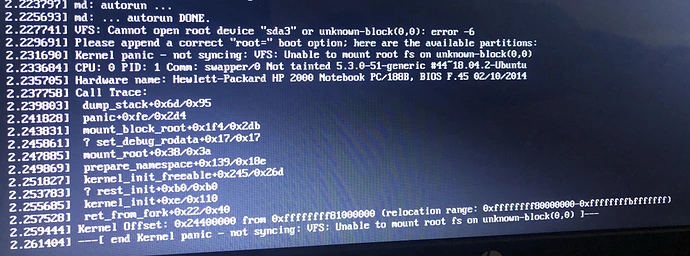 2.223797] md: autorun ...
2.225713] md: ... autorun DONE.
2.227741] VFS: Cannot open root device "sda3" or unknown-block(0,0): error -6
2.229691] Please append a correct "root=" boot option; here are the available partitions:
2.231690] Kernel panic - not syncing: VFS: Unable to mount root fs on unknown-block(0,0)
2.233684] CPU: 0 PID: 1 Comm: swapper/0 Not tainted 5.3.0-51-generic #44~18.04.2-Ubuntu
2.235705] Hardware name: Hewlett-Packard HP 2000 Notebook PC/188B, BIOS F.45 02/10/2014
2.237758] Call Trace:
2.239803]  dump_stack+0x6d/0x95
2.241828]  panic+0xfe/0x2d4
2.243831]  mount_block_root+0x1f4/0x2db
2.245861]  ? set_debug_rodata+0x17/0x17
2.247885]  mount_root+0x38/0x3a
2.249869]  prepare_namespace+0x139/0x18e
2.251827]  kernel_init_freeable+0x245/0x26d
2.253783]  ? rest_init+0xb0/0xb0
2.255685]  kernel_init+0xe/0x110
2.257528]  ret_from_fork+0x22/0x40
2.259444] Kernel Offset: 0x24400000 from 0xffffffff81000000 (relocation range: 0xffffffff80000000-0xffffffffbfffffff)
2.261404] ---[ end Kernel panic - not syncing: VFS: Unable to mount root fs on unknown-block(0,0) ]---